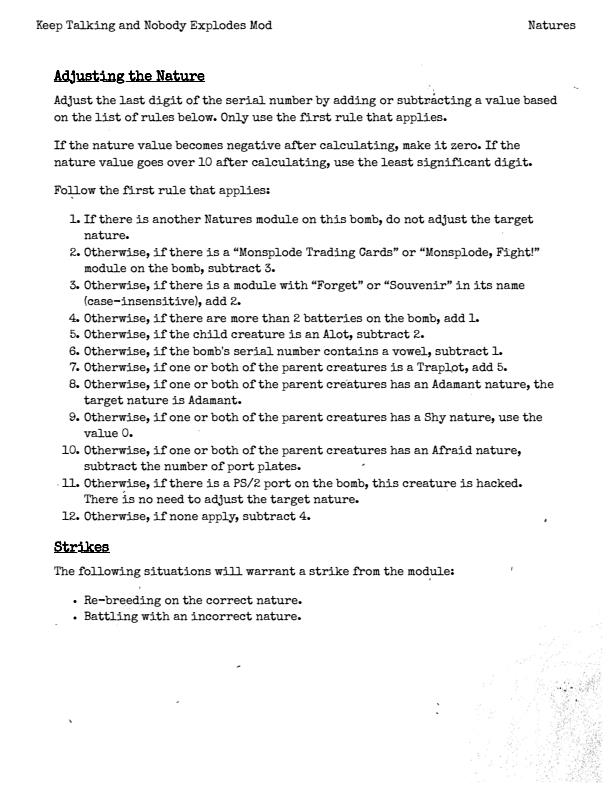 Keep Talking and Nobody Explodes Mod Natures
Adjusting the Nature
Adjust the last digit of the serial number by adding or subtracting a value based
on the list of rules below. Only use the first rule that applies.
If the nature value becomes negative after calculating, make it zero. If the
nature value goes over 10 after calculating, use the least significant digit.
Follow the first rule that applies:
1. If there is another Natures module on this bomb, do not adjust the target
nature.
2. Otherwise, if there is a “Monsplode Trading Cards” or “Monsplode, Fight!”
module on the bomb, subtract 3.
3. Otherwise, if there is a module with “Forget” or “Souvenir” in its name
(case-insensitive), add 2.
4. Otherwise, if there are more than 2 batteries on the bomb, add 1.
5. Otherwise, if the child creature is an Alot, subtract 2.
6. Otherwise, if the bomb's serial number contains a vowel, subtract 1.
7. Otherwise, if one or both of the parent creatures is a Traplot, add 5.
8. Otherwise, if one or both of the parent creatures has an Adamant nature, the
target nature is Adamant.
9. Otherwise, if one or both of the parent creatures has a Shy nature, use the
value 0.
10. Otherwise, if one or both of the parent creatures has an Afraid nature,
subtract the number of port plates.
11. Otherwise, if there is a PS/2 port on the bomb, this creature is hacked.
There is no need to adjust the target nature.
12. Otherwise, if none apply, subtract 4.
Strikes
The following situations will warrant a strike from the module:
• Re-breeding on the correct nature.
• Battling with an incorrect nature.